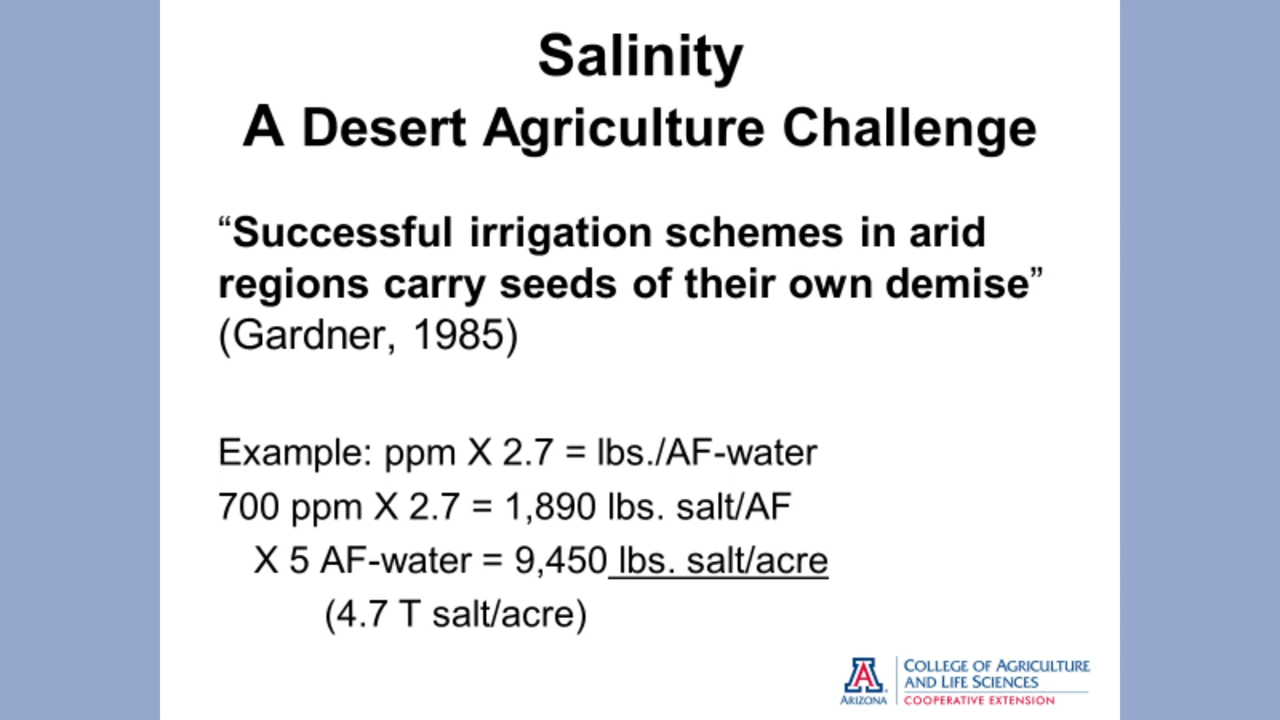 Salinity
A Desert Agriculture Challenge
“Successful irrigation schemes in arid
regions carry seeds of their own demise”
(Gardner, 1985)
Example: ppm X 2.7 = lbs./AF-water
700 ppm X 2.7 = 1,890 lbs. salt/AF
X 5 AF-water = 9,450 lbs. salt/acre
(4.7 T salt/acre)
A
ARIZONA
COLLEGE OF AGRICULTURE
AND LIFE SCIENCES
COOPERATIVE EXTENSION